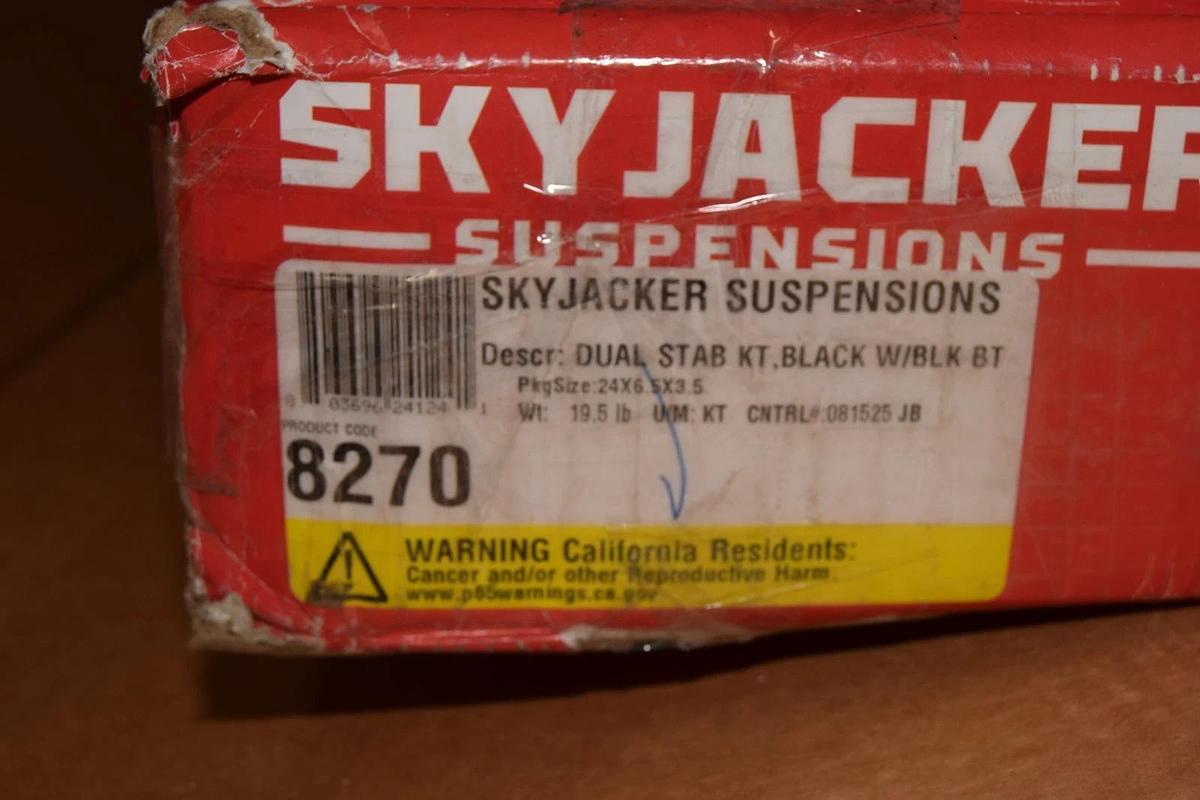 SKYJACKER
SUSPENSIONS
SKYJACKER SUSPENSIONS
Descr: DUAL STAB KT,BLACK W/BLK BT
PkgSize:24X6.5X3.5
Wt: 19.5 lb U/M: KT CNTRL#:081525 JB
8 03696 24124 1
PRODUCT CODE
8270
WARNING California Residents:
Cancer and/or other Reproductive Harm.
www.p65warnings.ca.gov